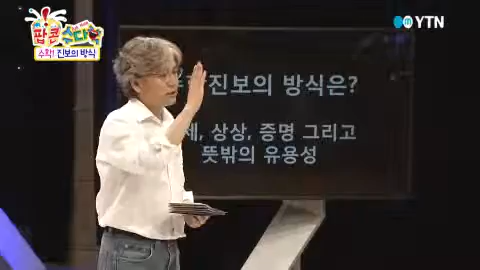 팝콘 수다
수학! 진보의 방식
YTN
진보의 방식은?
상상, 증명 그리고
뜻밖의 유용성